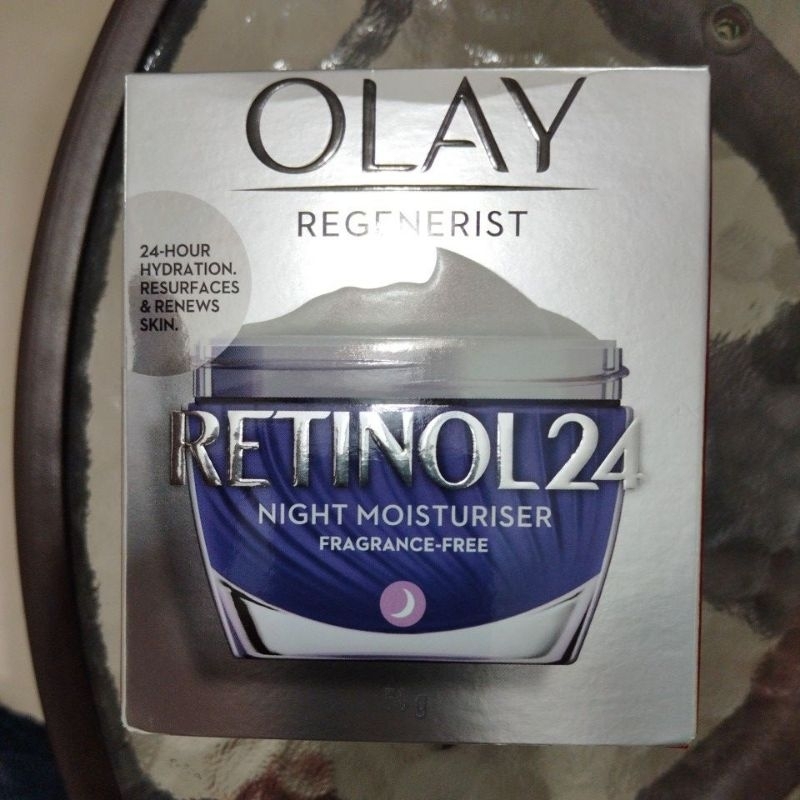 OLAY
REGENERIST
24-HOUR
HYDRATION.
RESURFACES
& RENEWS
SKIN.
RETINOL24
NIGHT MOISTURISER
FRAGRANCE-FREE